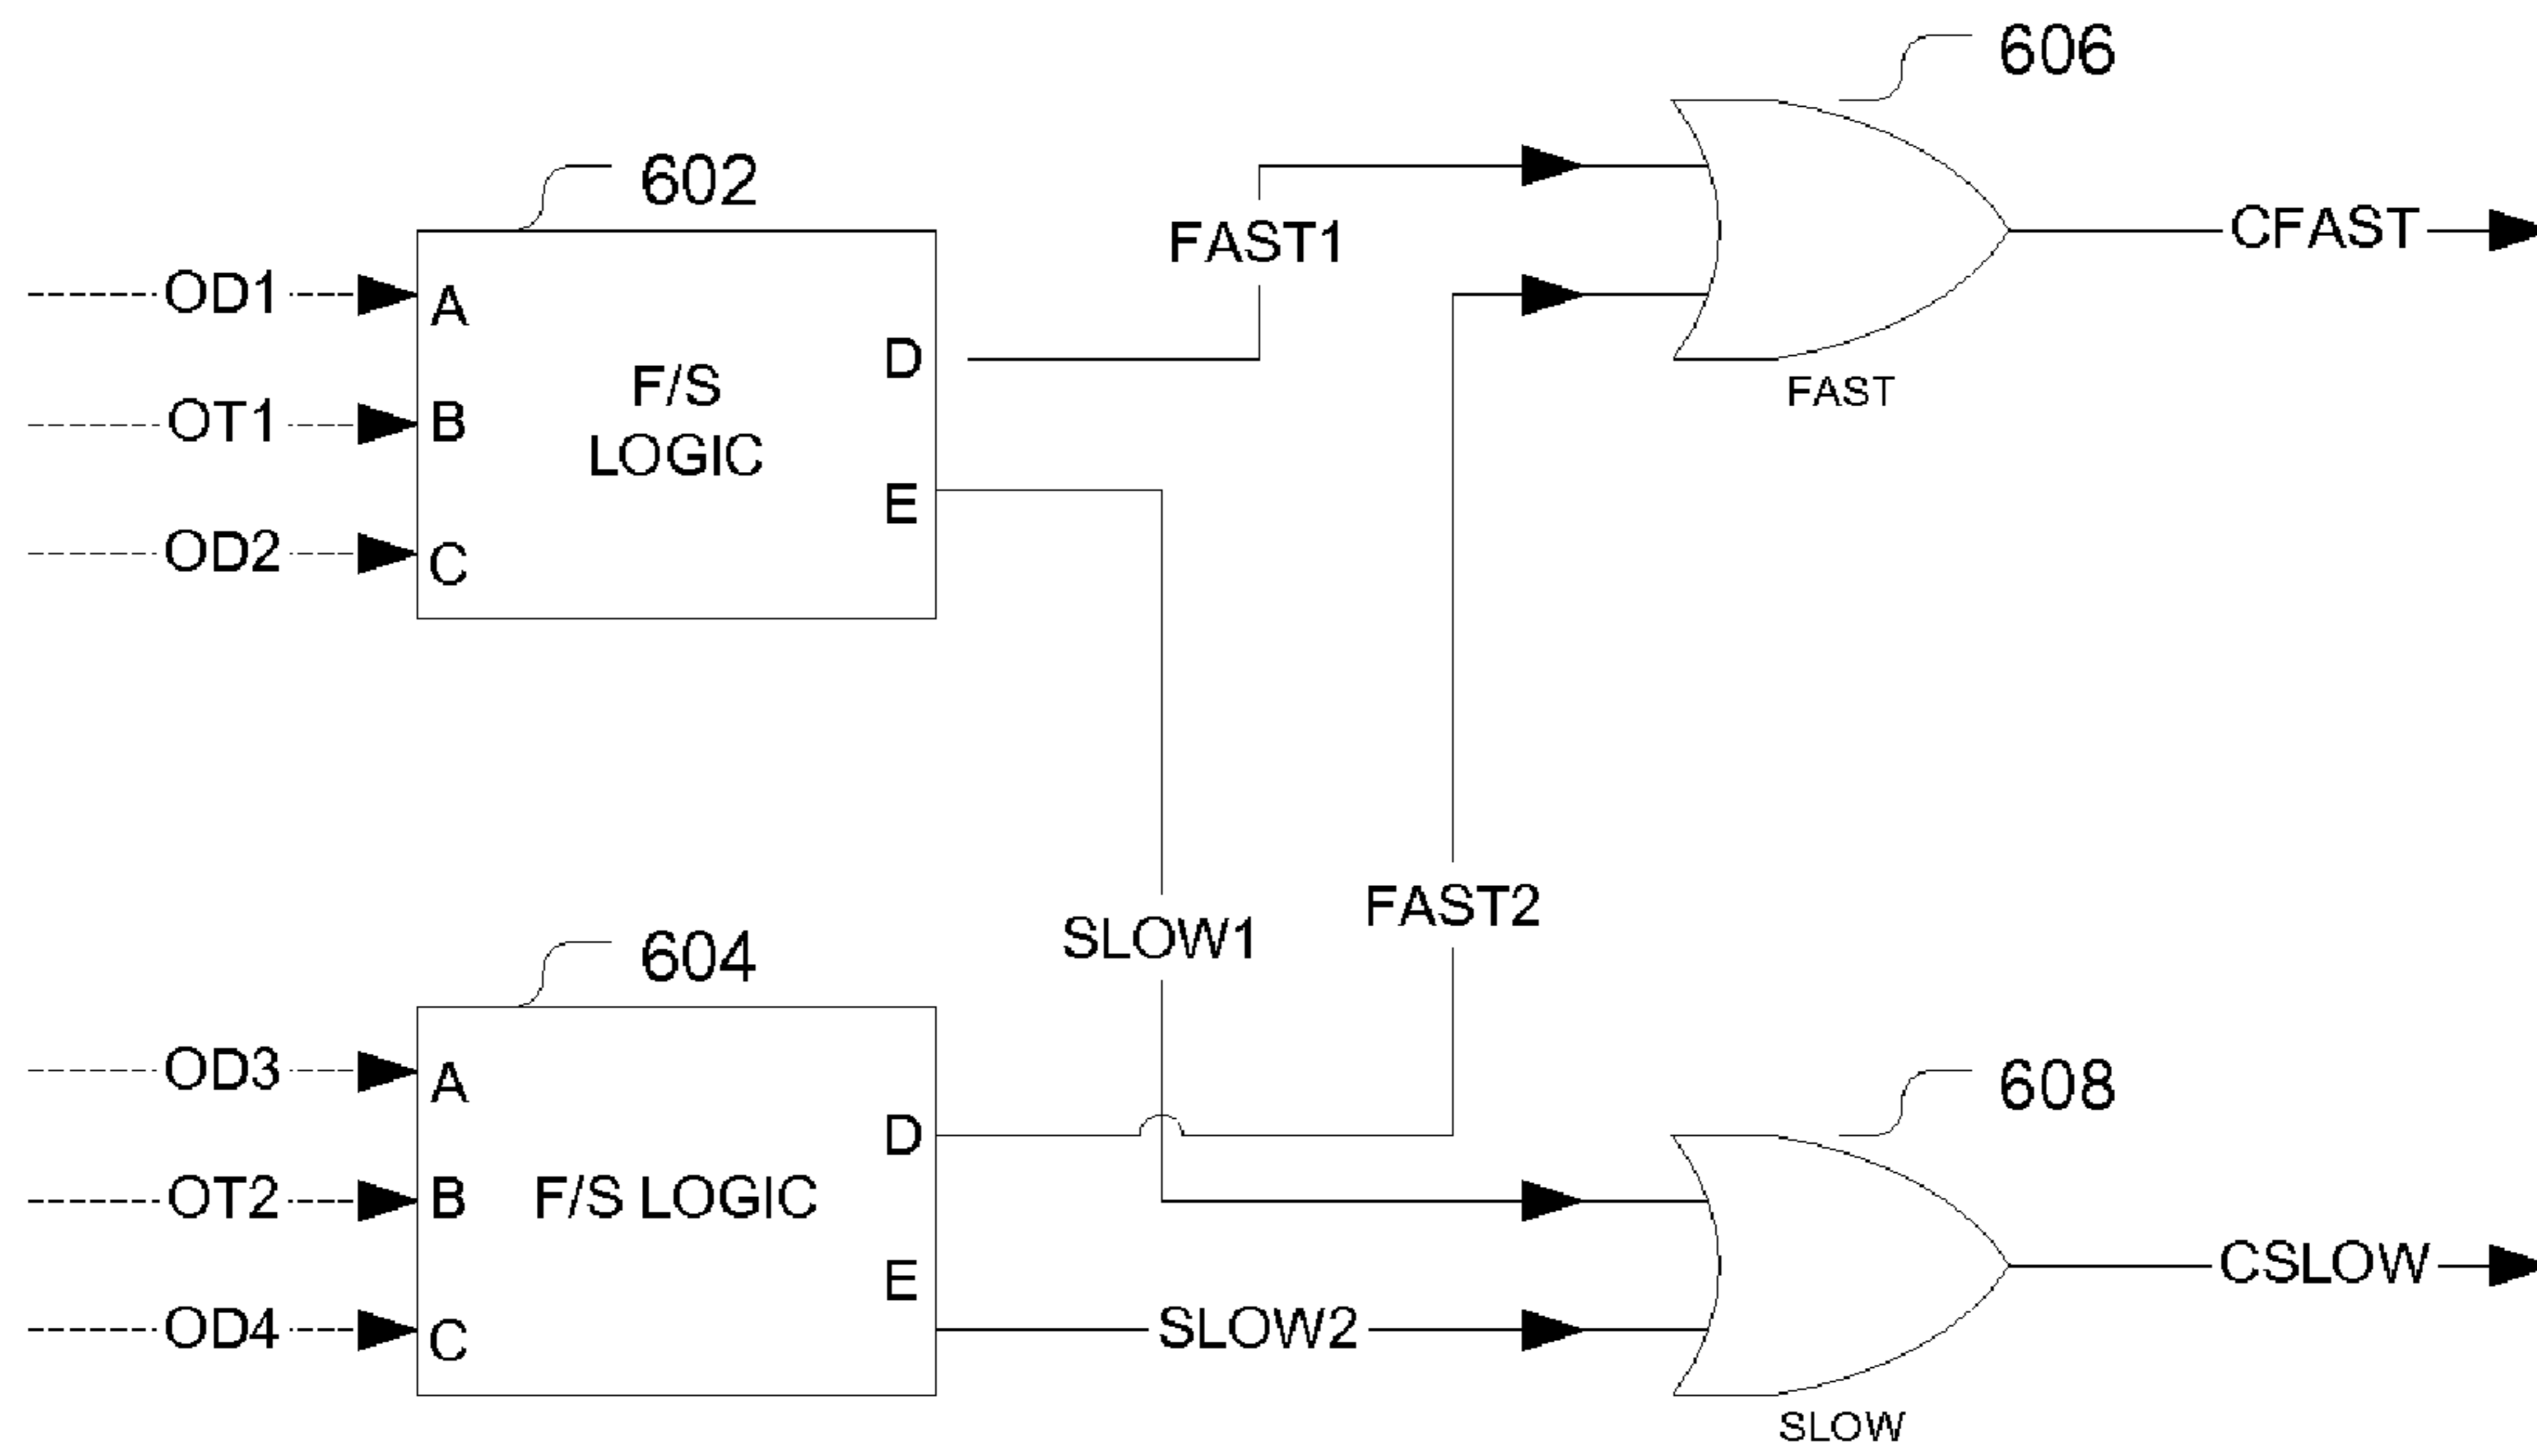 606
602
FAST1
CFAST
OD1
A
D
F/S
LOGIC
FAST
OT1
B
E
OD2
C
FAST2
SLOW1
604
OD3
A
608
D
OT2
B
F/S LOGIC
E
CSLOW
OD4
C
SLOW2
SLOW